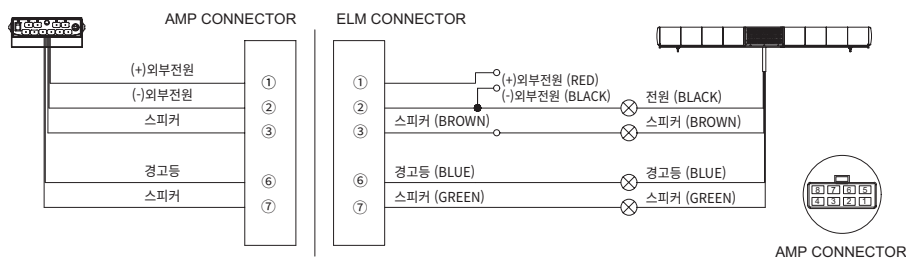 AMP CONNECTOR
ELM CONNECTOR
(+)외부전원
(-)외부전원
스피커
경고등
스피커
①
②
③
⑥
⑦
①
②
③
⑥
⑦
(+)외부전원 (RED)
(-)외부전원 (BLACK)
스피커 (BROWN)
경고등 (BLUE)
스피커 (GREEN)
전원 (BLACK)
스피커 (BROWN)
경고등 (BLUE)
스피커 (GREEN)
8 7 6 5
4 3 2 1
AMP CONNECTOR